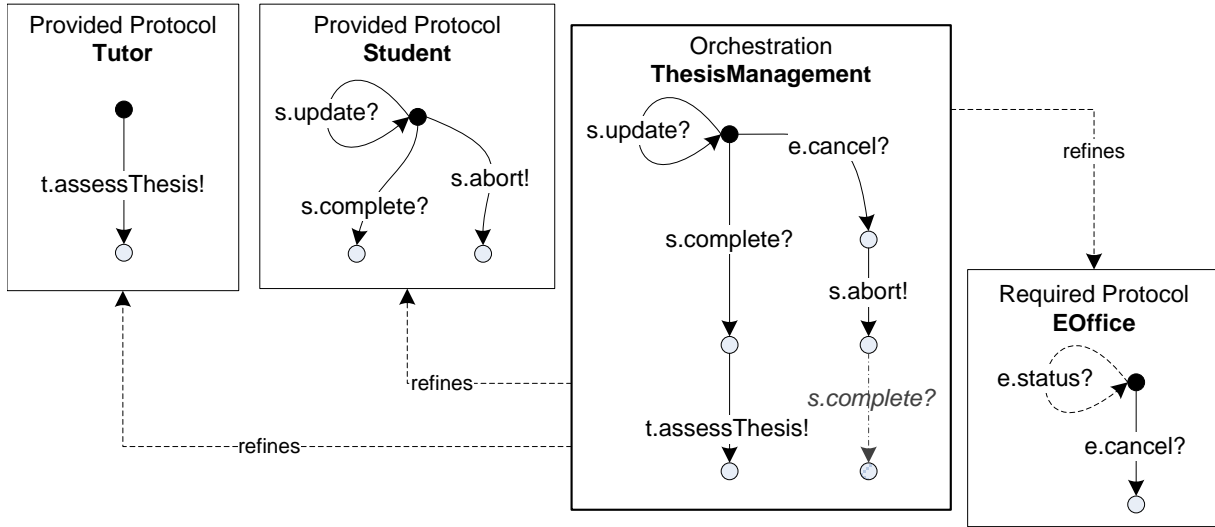 Provided Protocol
Tutor
t.assessThesis!
Provided Protocol
Student
s.update?
s.abort!
s.complete?
Orchestration
ThesisManagement
s.update?
e.cancel?
s.complete?
s.abort!
s.complete?
t.assessThesis!
refines
Required Protocol
EOffice
e.status?
e.cancel?
refines
refines